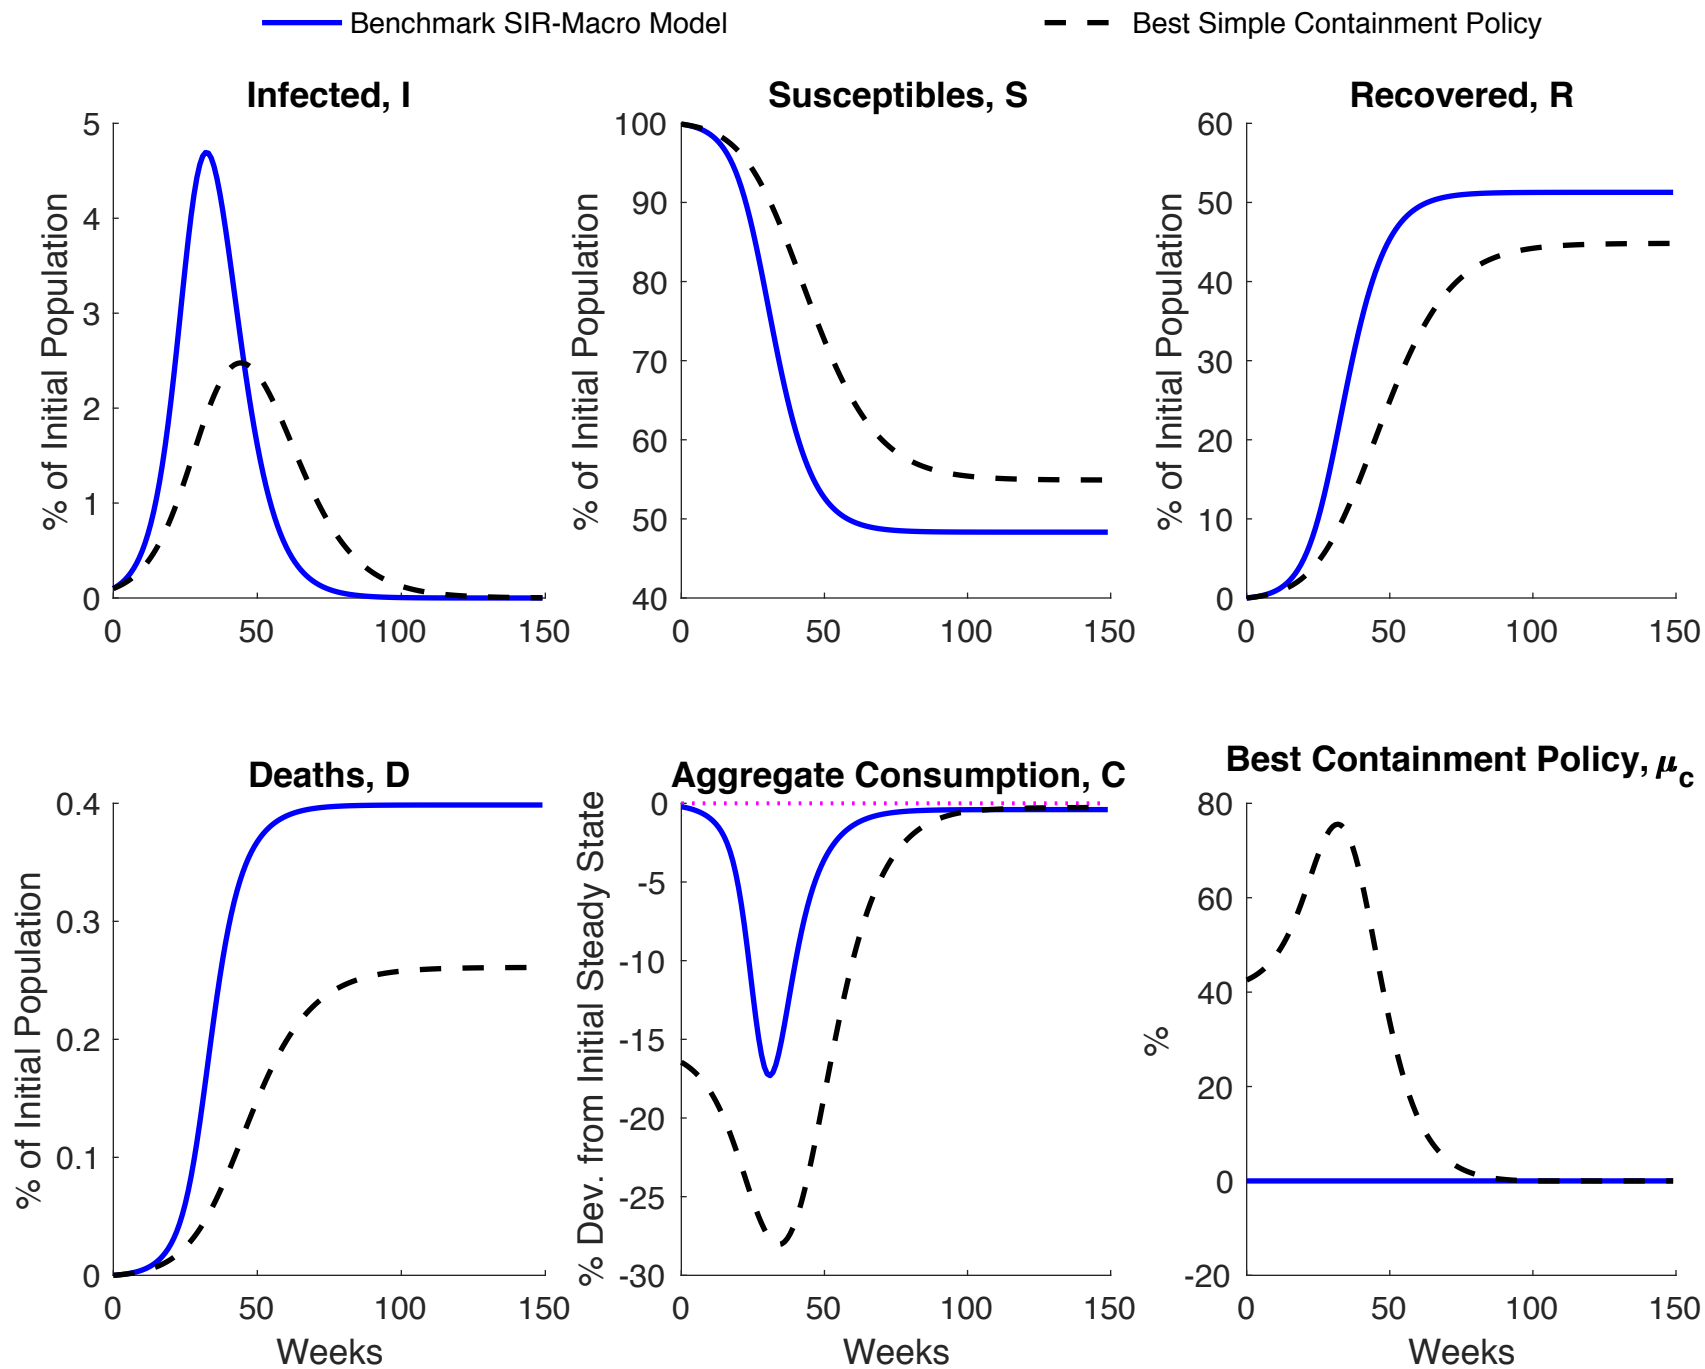 Benchmark SIR-Macro Model
Best Simple Containment Policy
Infected, I
% of Initial Population
5
4
3
2
1
0
0 50 100 150
Susceptibles, S
% of Initial Population
100
90
80
70
60
50
40
0 50 100 150
Recovered, R
% of Initial Population
60
50
40
30
20
10
0
0 50 100 150
Deaths, D
% of Initial Population
0.4
0.3
0.2
0.1
0
0 50 100 150
Weeks
Aggregate Consumption, C
% Dev. from Initial Steady State
0
-5
-10
-15
-20
-25
-30
0 50 100 150
Weeks
Best Containment Policy, μc
%
80
60
40
20
0
-20
0 50 100 150
Weeks